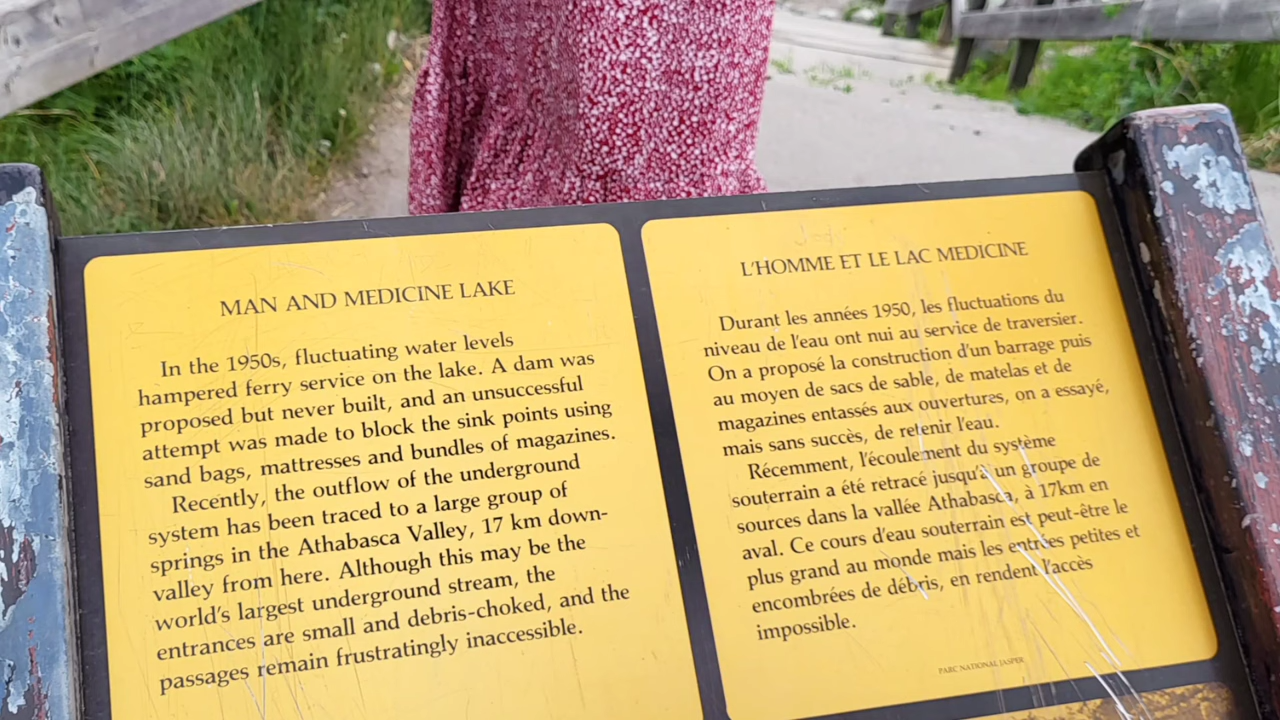 MAN AND MEDICINE LAKE
In the 1950s, fluctuating water levels
hampered ferry service on the lake. A dam was
proposed but never built, and an unsuccessful
attempt was made to block the sink points using
sand bags, mattresses and bundles of magazines.
Recently, the outflow of the underground
system has been traced to a large group of
springs in the Athabasca Valley, 17 km down-
valley from here. Although this may be the
world's largest underground stream, the
entrances are small and debris-choked, and the
passages remain frustratingly inaccessible.
L'HOMME ET LE LAC MEDICINE
Durant les années 1950, les fluctuations du
niveau de l'eau ont nui au service de traversier.
On a proposé la construction d'un barrage puis
au moyen de sacs de sable, de matelas et de
magazines entassés aux ouvertures, on a essayé,
mais sans succès, de retenir l'eau.
Récemment, l'écoulement du système
souterrain a été retracé jusqu'à un groupe de
sources dans la vallée Athabasca, à 17km en
aval. Ce cours d'eau souterrain est peut-être le
plus grand au monde mais les entrées petites et
encombrées de débris, en rendent l'accès
impossible.
PARC NATIONAL JASPER